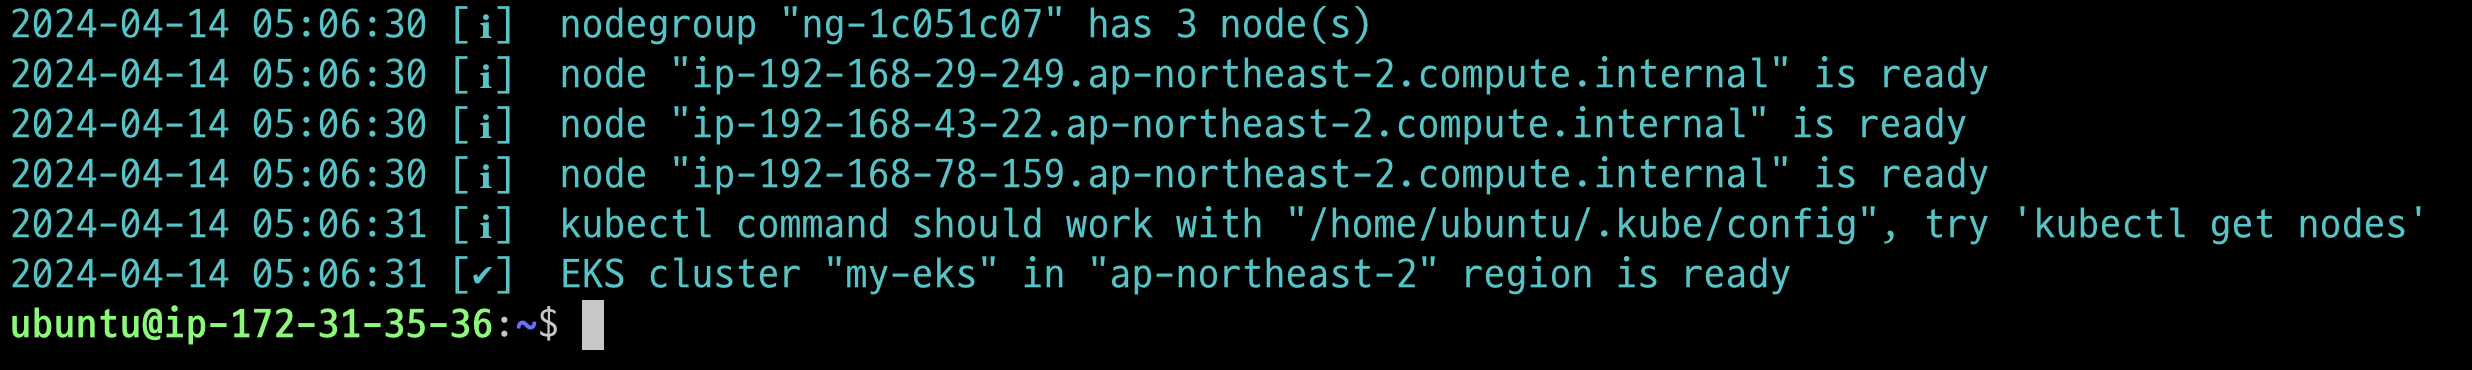 2024-04-14 05:06:30 [ℹ]  nodegroup "ng-1c051c07" has 3 node(s)
2024-04-14 05:06:30 [ℹ]  node "ip-192-168-29-249.ap-northeast-2.compute.internal" is ready
2024-04-14 05:06:30 [ℹ]  node "ip-192-168-43-22.ap-northeast-2.compute.internal" is ready
2024-04-14 05:06:30 [ℹ]  node "ip-192-168-78-159.ap-northeast-2.compute.internal" is ready
2024-04-14 05:06:31 [ℹ]  kubectl command should work with "/home/ubuntu/.kube/config", try 'kubectl get nodes'
2024-04-14 05:06:31 [✔]  EKS cluster "my-eks" in "ap-northeast-2" region is ready
ubuntu@ip-172-31-35-36:~$